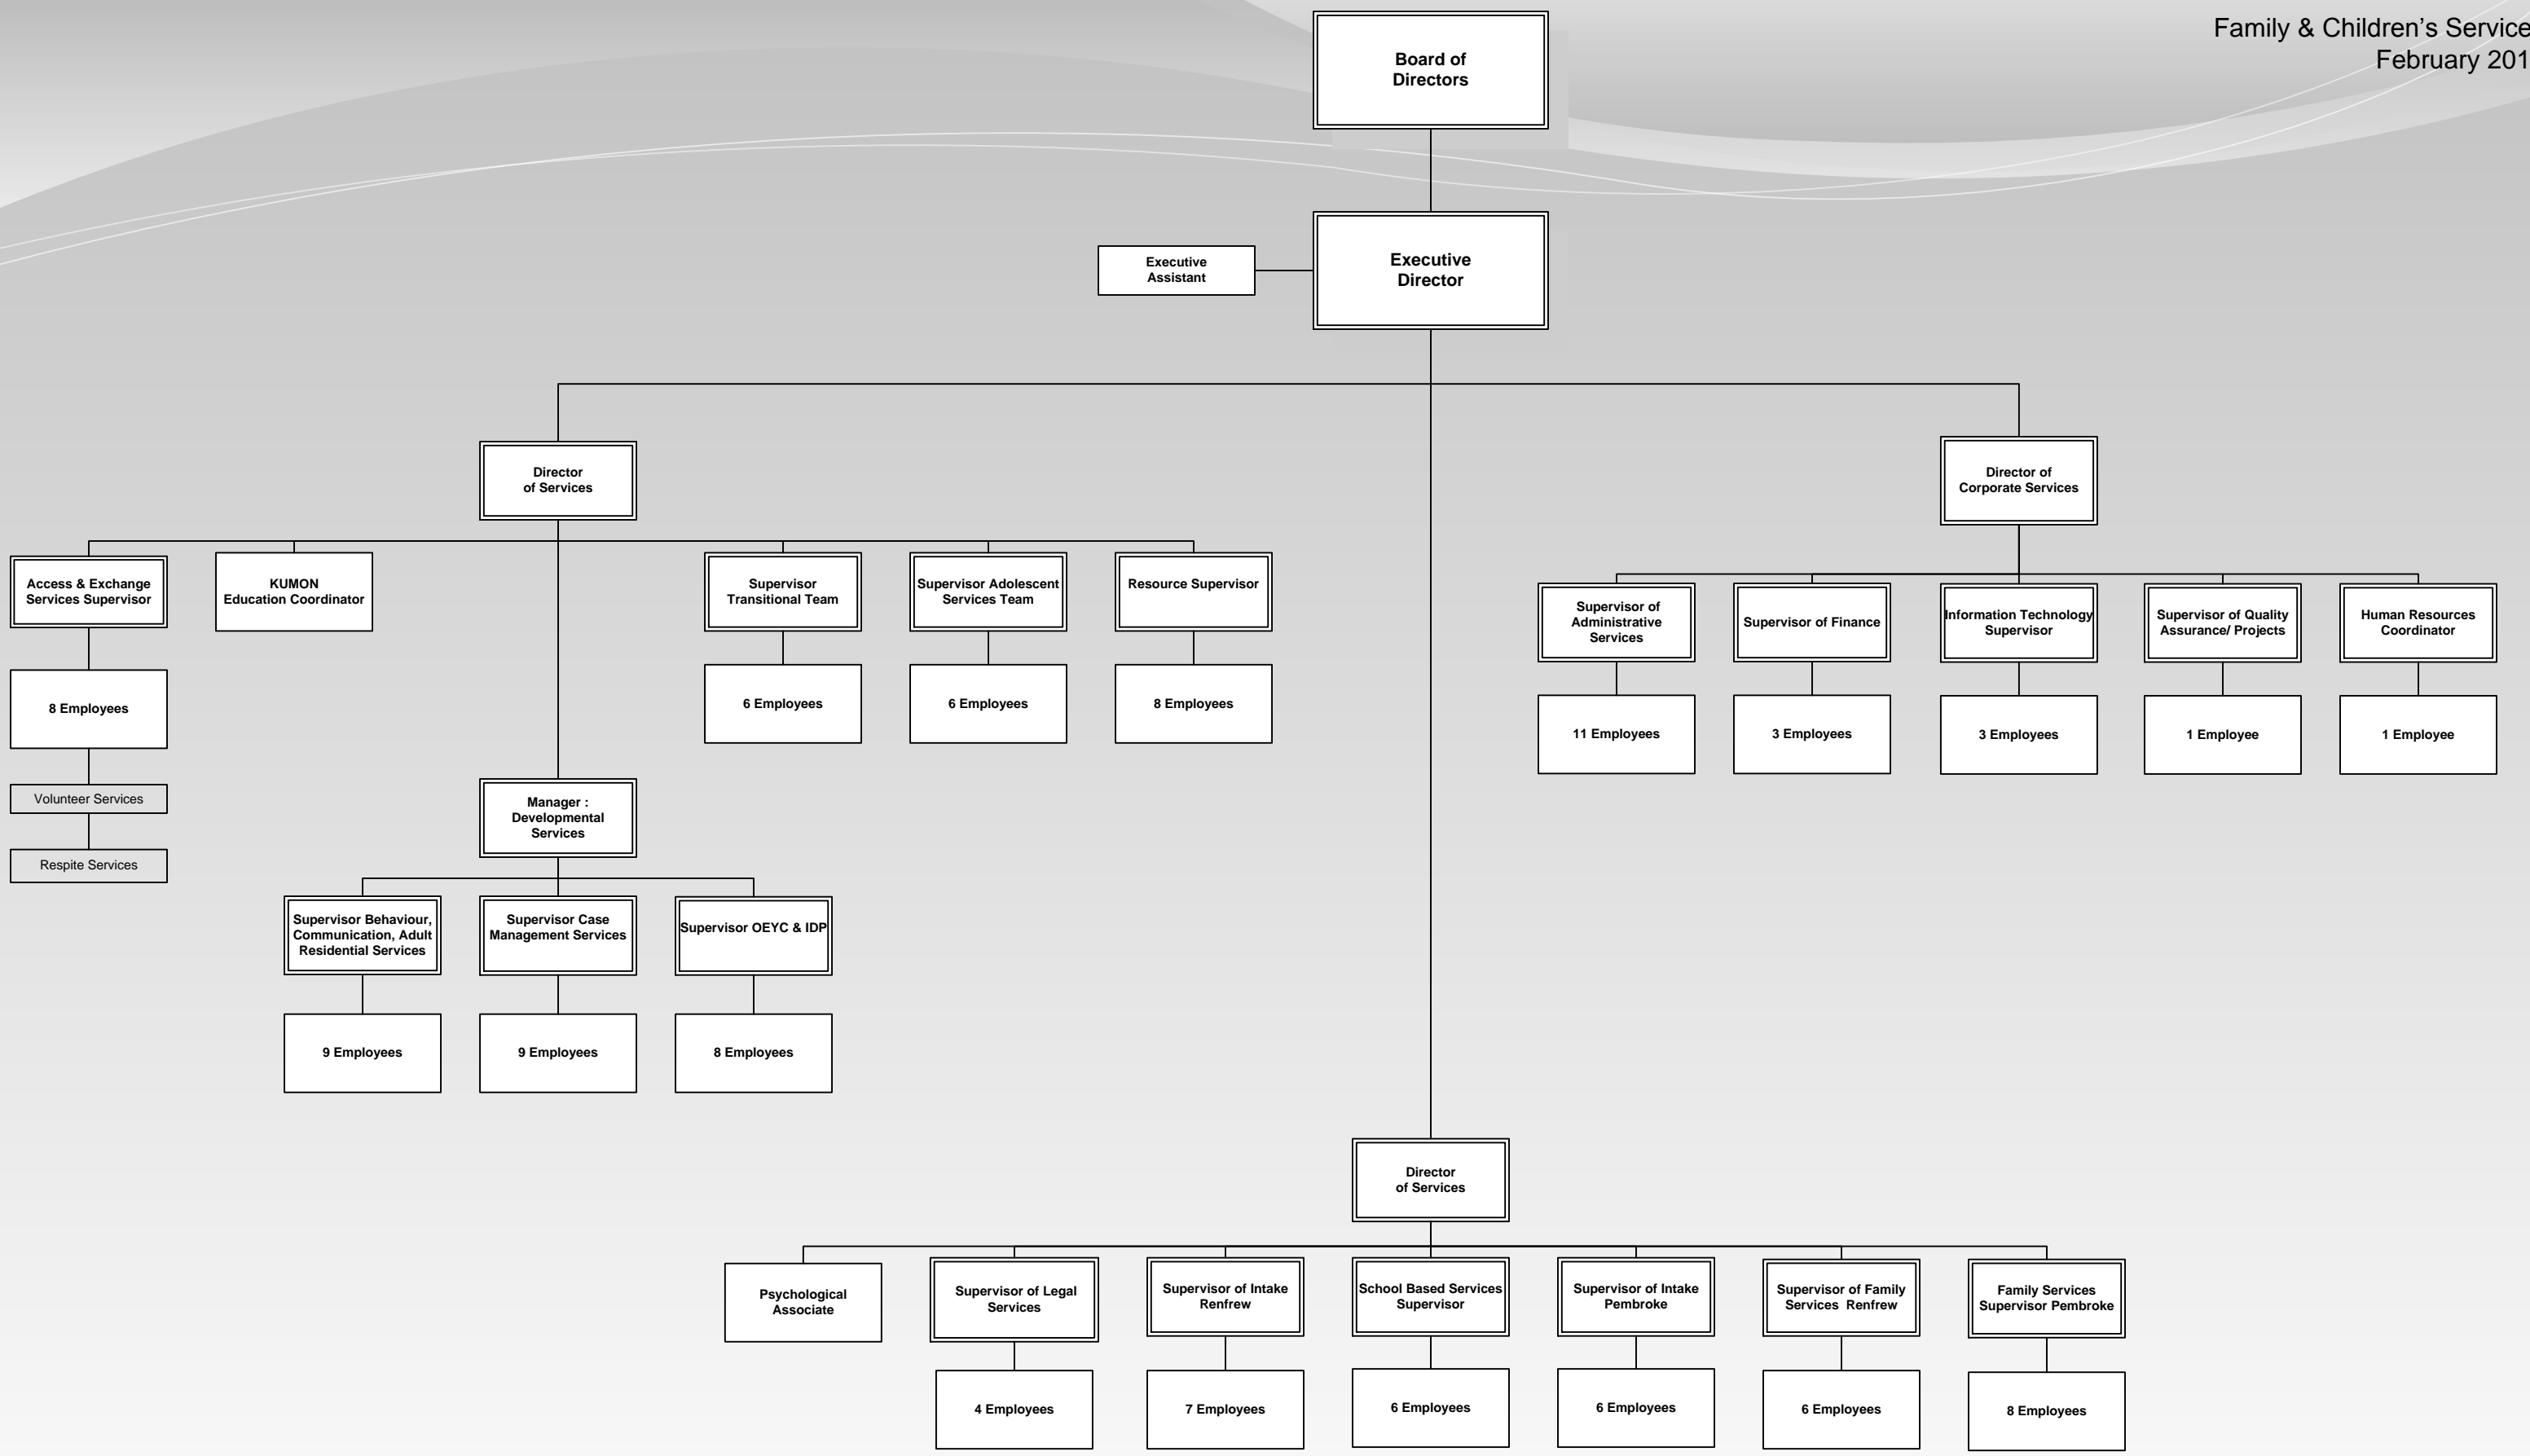 Family & Children's Service
February 201
Board of
Directors
Executive
Assistant
Executive
Director
Director
of Services
Director of
Corporate Services
Access & Exchange
Services Supervisor
KUMON
Education Coordinator
Supervisor
Transitional Team
Supervisor Adolescent
Services Team
Resource Supervisor
Supervisor of
Administrative
Services
Supervisor of Finance
Information Technology
Supervisor
Supervisor of Quality
Assurance/ Projects
Human Resources
Coordinator
8 Employees
6 Employees
6 Employees
8 Employees
11 Employees
3 Employees
3 Employees
1 Employee
1 Employee
Volunteer Services
Respite Services
Manager :
Developmental
Services
Supervisor Behaviour,
Communication, Adult
Residential Services
Supervisor Case
Management Services
Supervisor OEYC & IDP
9 Employees
9 Employees
8 Employees
Director
of Services
Psychological
Associate
Supervisor of Legal
Services
Supervisor of Intake
Renfrew
School Based Services
Supervisor
Supervisor of Intake
Pembroke
Supervisor of Family
Services  Renfrew
Family Services
Supervisor Pembroke
4 Employees
7 Employees
6 Employees
6 Employees
6 Employees
8 Employees